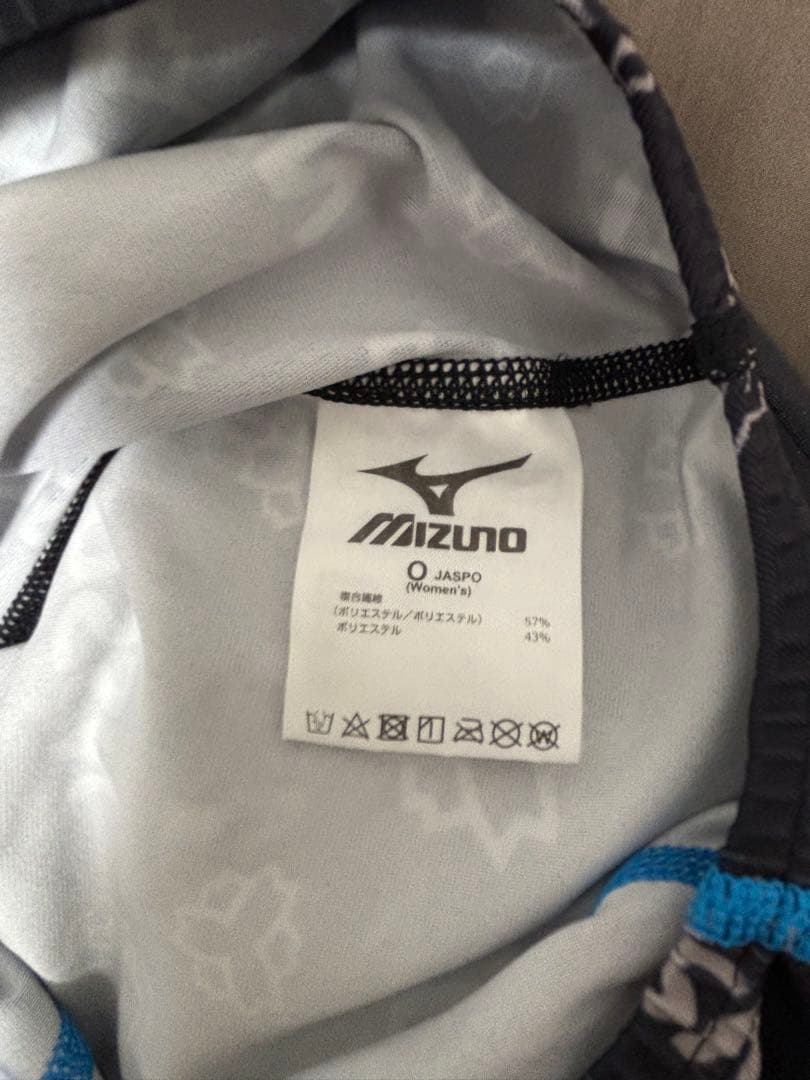 MIZUNO
O JASPO
(Women's)
複合繊維
(ポリエステル/ポリエステル) 57%
ポリエステル 43%
W